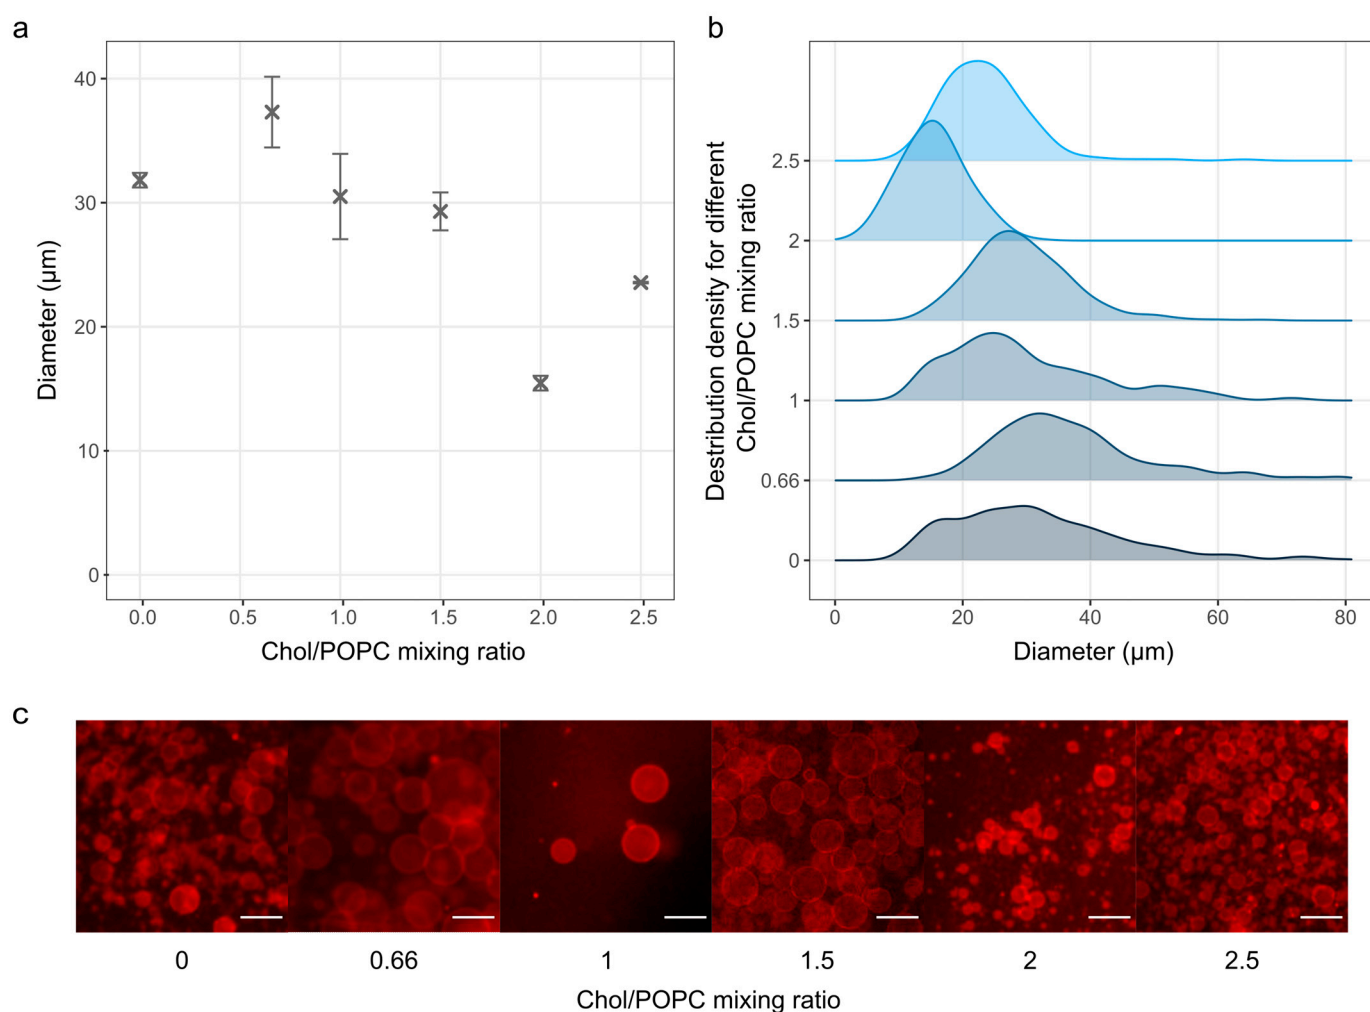 a
40
30
20
10
0
Diameter (µm)
0.0 0.5 1.0 1.5 2.0 2.5
Chol/POPC mixing ratio
b
2.5
2
1.5
1
0.66
0
Destribution density for different
Chol/POPC mixing ratio
0 20 40 60 80
Diameter (µm)
c
0 0.66 1 1.5 2 2.5
Chol/POPC mixing ratio